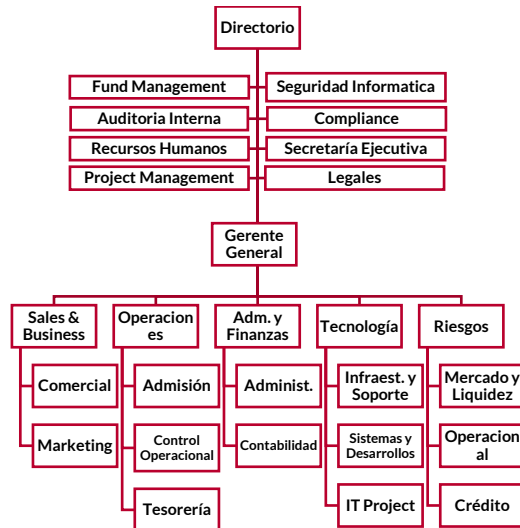 Directorio
Fund Management
Seguridad Informatica
Auditoria Interna
Compliance
Recursos Humanos
Secretaría Ejecutiva
Project Management
Legales
Gerente
General
Sales &
Business
Operacion
es
Adm. y
Finanzas
Tecnología
Riesgos
Comercial
Admisión
Administ.
Infraest. y
Soporte
Mercado y
Liquidez
Marketing
Control
Operacional
Contabilidad
Sistemas y
Desarrollos
Operacion
al
Tesorería
IT Project
Crédito